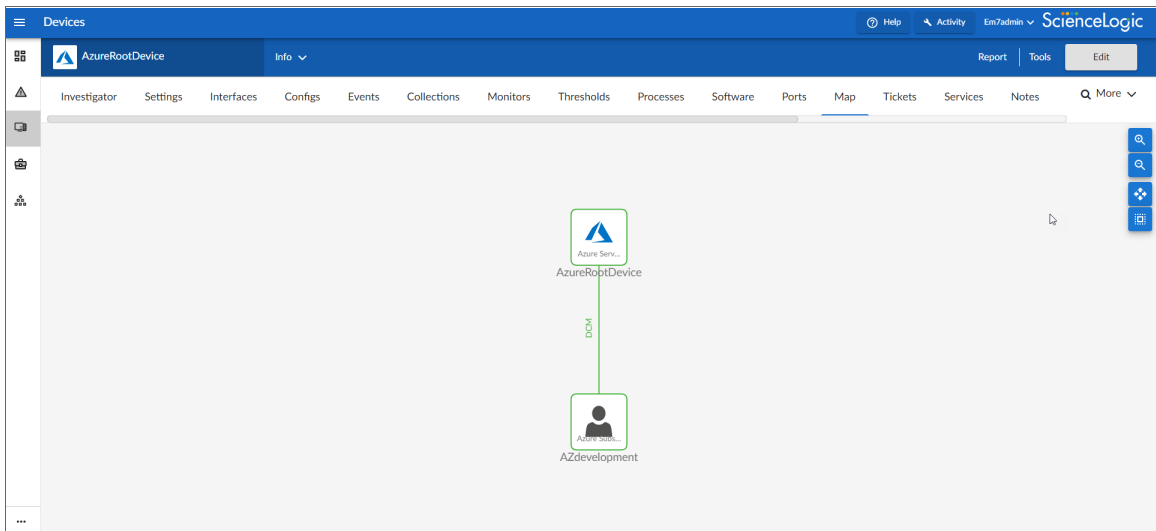 Devices
Help
Activity
Em7admin
ScienceLogic
AzureRootDevice
Info
Report
Tools
Edit
Investigator
Settings
Interfaces
Configs
Events
Collections
Monitors
Thresholds
Processes
Software
Ports
Map
Tickets
Services
Notes
More
Azure Serv...
AzureRootDevice
DCM
Azure Subs...
AZdevelopment